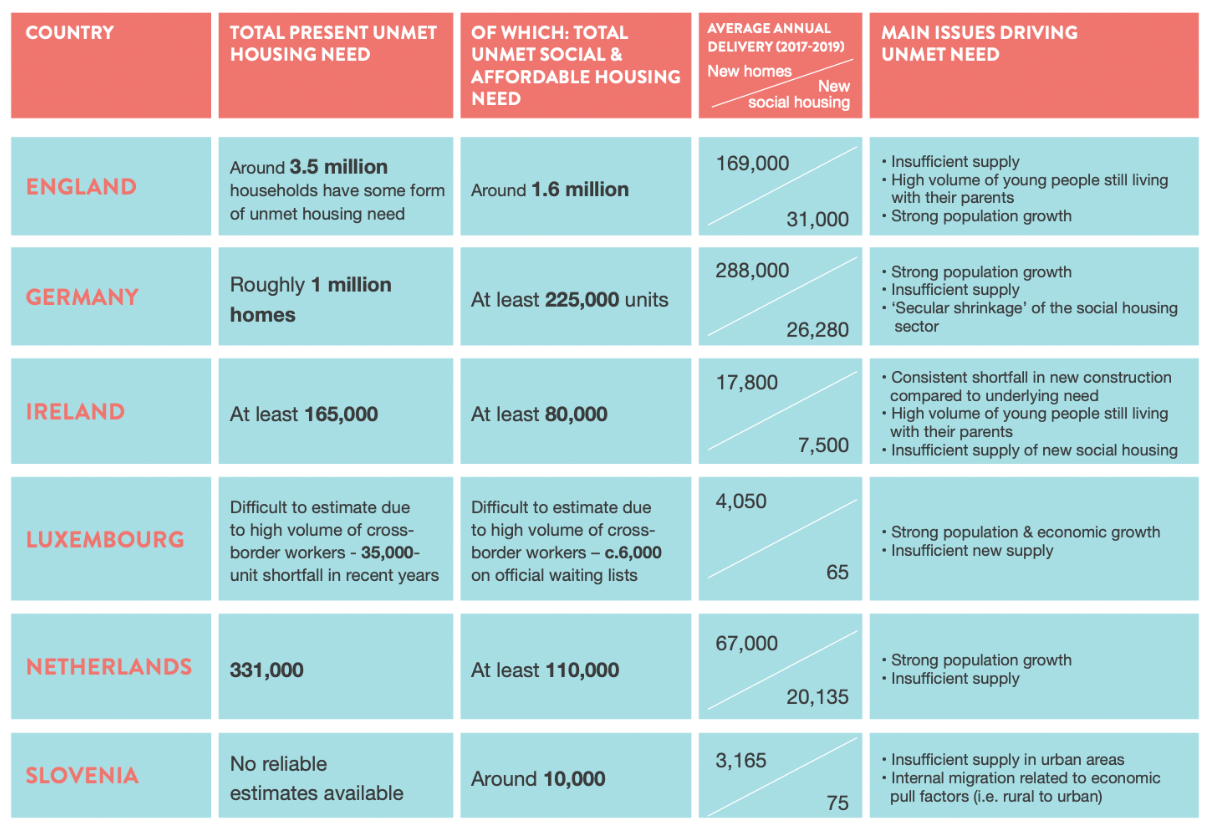 COUNTRY
TOTAL PRESENT UNMET
HOUSING NEED
OF WHICH: TOTAL
UNMET SOCIAL &
AFFORDABLE HOUSING
NEED
AVERAGE ANNUAL
DELIVERY (2017-2019)
New homes
New
social housing
MAIN ISSUES DRIVING
UNMET NEED
ENGLAND
Around 3.5 million
households have some form
of unmet housing need
Around 1.6 million
169,000
31,000
• Insufficient supply
• High volume of young people still living
with their parents
• Strong population growth
GERMANY
Roughly 1 million
homes
At least 225,000 units
288,000
26,280
• Strong population growth
• Insufficient supply
• ‘Secular shrinkage’ of the social housing
sector
IRELAND
At least 165,000
At least 80,000
17,800
7,500
• Consistent shortfall in new construction
compared to underlying need
• High volume of young people still living
with their parents
• Insufficient supply of new social housing
LUXEMBOURG
Difficult to estimate due
to high volume of cross-
border workers - 35,000-
unit shortfall in recent years
Difficult to estimate due
to high volume of cross-
border workers – c.6,000
on official waiting lists
4,050
65
• Strong population & economic growth
• Insufficient new supply
NETHERLANDS
331,000
At least 110,000
67,000
20,135
• Strong population growth
• Insufficient supply
SLOVENIA
No reliable
estimates available
Around 10,000
3,165
75
• Insufficient supply in urban areas
• Internal migration related to economic
pull factors (i.e. rural to urban)